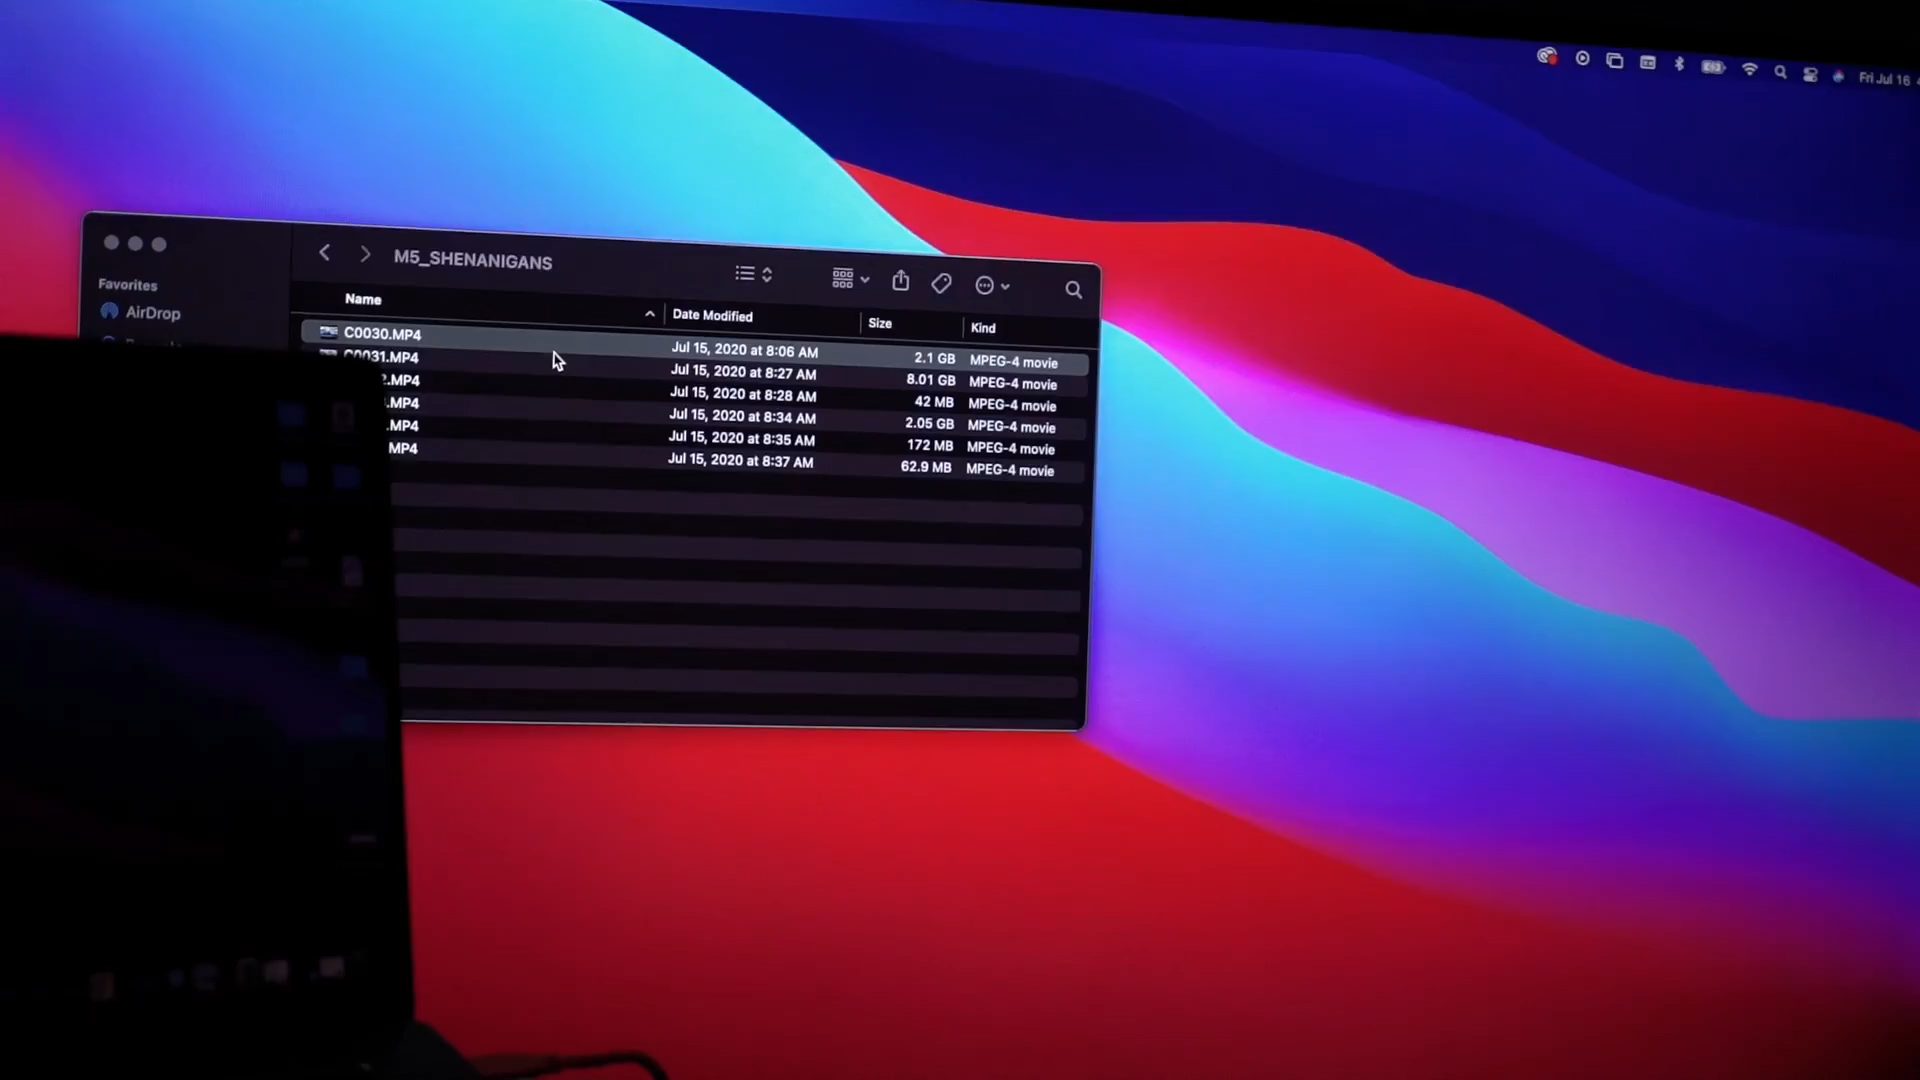 Fri Jul 16
M5_SHENANIGANS
Favorites
AirDrop
Name Date Modified Size Kind
C0030.MP4 Jul 15, 2020 at 8:06 AM 2.1 GB MPEG-4 movie
C0031.MP4 Jul 15, 2020 at 8:27 AM 8.01 GB MPEG-4 movie
.MP4 Jul 15, 2020 at 8:28 AM 42 MB MPEG-4 movie
.MP4 Jul 15, 2020 at 8:34 AM 2.05 GB MPEG-4 movie
.MP4 Jul 15, 2020 at 8:35 AM 172 MB MPEG-4 movie
MP4 Jul 15, 2020 at 8:37 AM 62.9 MB MPEG-4 movie